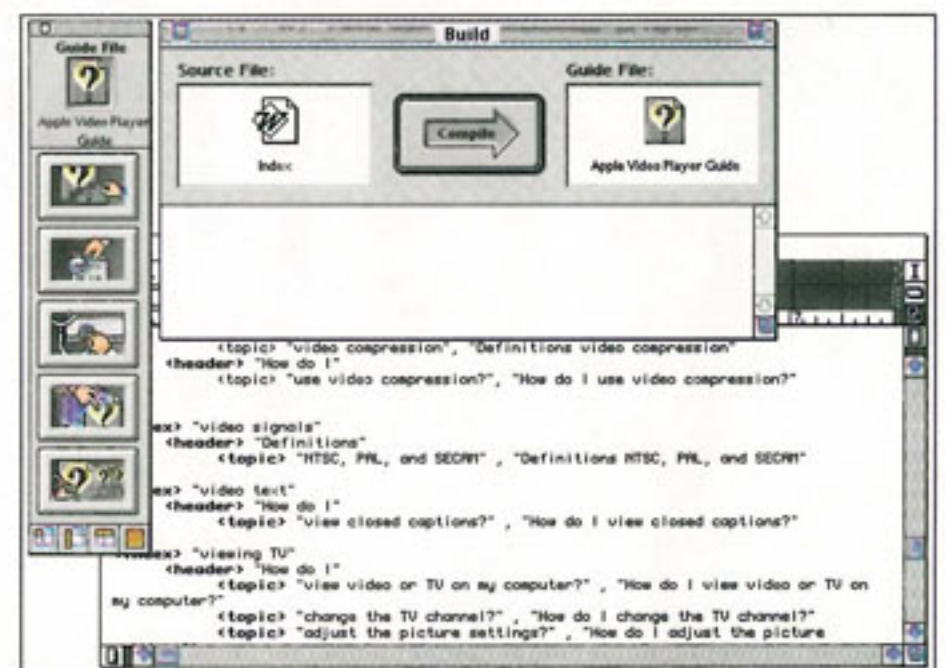 Guide File
Apple Video Player
Guide
Build
Source File:
Index
Compile
Guide File:
Apple Video Player Guide
<topic> "video compression", "Definitions video compression"
<header> "How do I"
<topic> "use video compression?", "How do I use video compression?"
ex> "video signals"
<header> "Definitions"
<topic> "NTSC, PAL, and SECAM" , "Definitions NTSC, PAL, and SECAM"
ex> "video text"
<header> "How do I"
<topic> "view closed captions?" , "How do I view closed captions?"
<index> "viewing TV"
<header> "How do I"
<topic> "view video or TV on my computer?" , "How do I view video or TV on
my computer?"
<topic> "change the TV channel?" , "How do I change the TV channel?"
<topic> "adjust the picture settings?" , "How do I adjust the picture